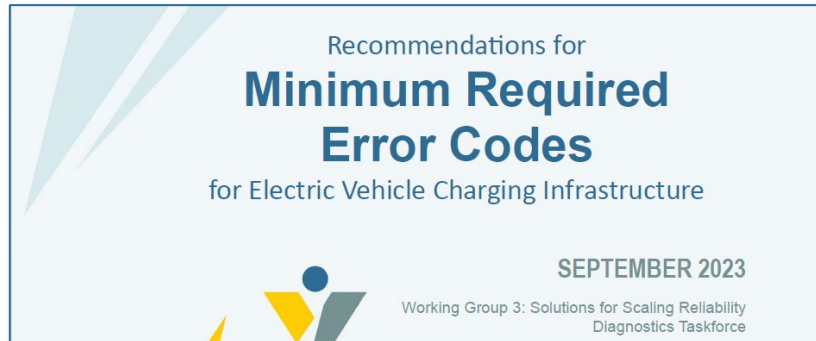 Recommendations for
Minimum Required
Error Codes
for Electric Vehicle Charging Infrastructure
SEPTEMBER 2023
Working Group 3: Solutions for Scaling Reliability
Diagnostics Taskforce